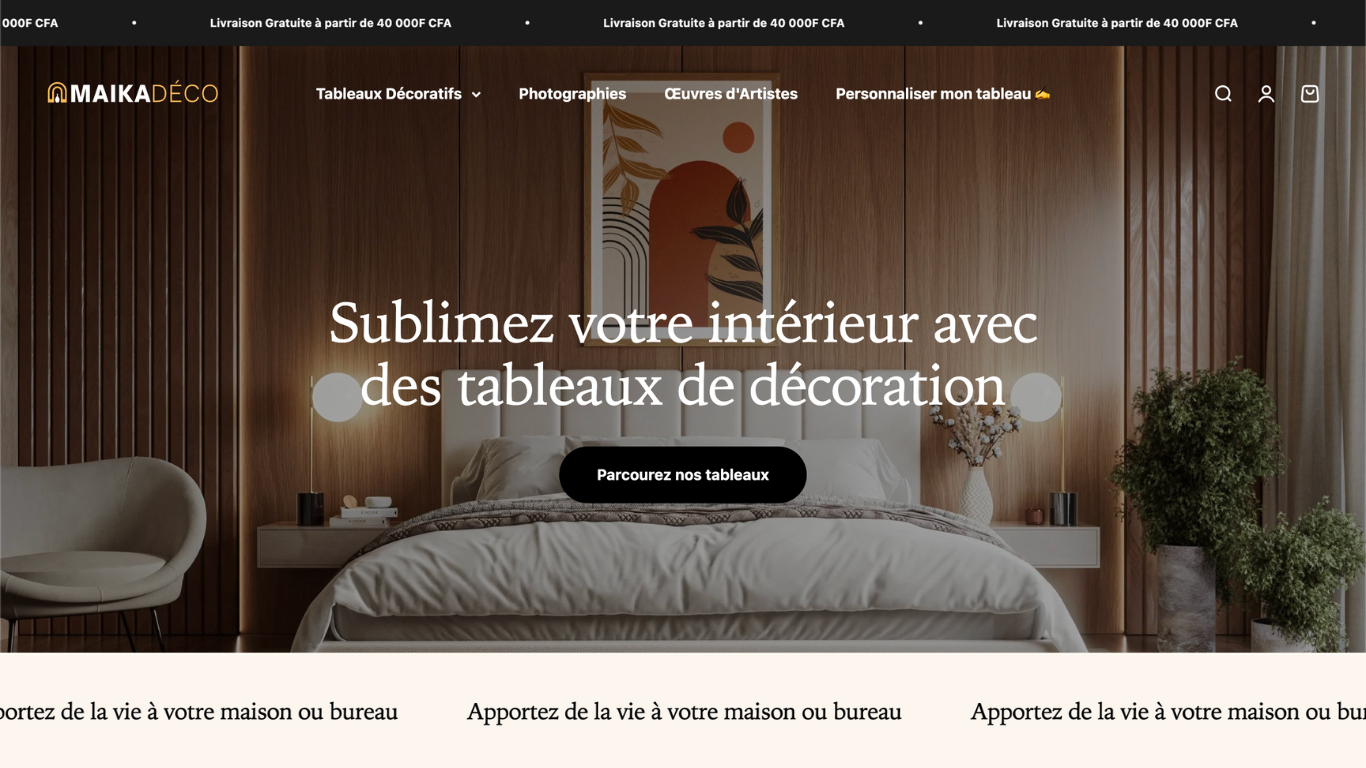 000F CFA • Livraison Gratuite à partir de 40 000F CFA • Livraison Gratuite à partir de 40 000F CFA • Livraison Gratuite à partir de 40 000F CFA •
MAIKADÉCO
Tableaux Décoratifs Photographies Œuvres d'Artistes Personnaliser mon tableau ✍️
Sublimez votre intérieur avec
des tableaux de décoration
Parcourez nos tableaux
portez de la vie à votre maison ou bureau Apportez de la vie à votre maison ou bureau Apportez de la vie à votre maison ou bur